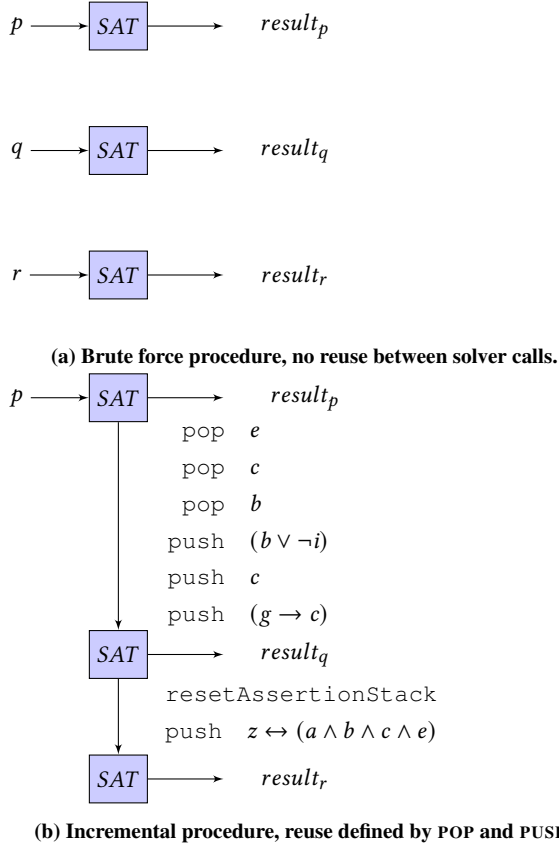 p SAT result_p
q SAT result_q
r SAT result_r
(a) Brute force procedure, no reuse between solver calls.
p SAT result_p
pop e
pop c
pop b
push (b ∨ ¬i)
push c
push (g → c)
SAT result_q
resetAssertionStack
push z ↔ (a ∧ b ∧ c ∧ e)
SAT result_r
(b) Incremental procedure, reuse defined by POP and